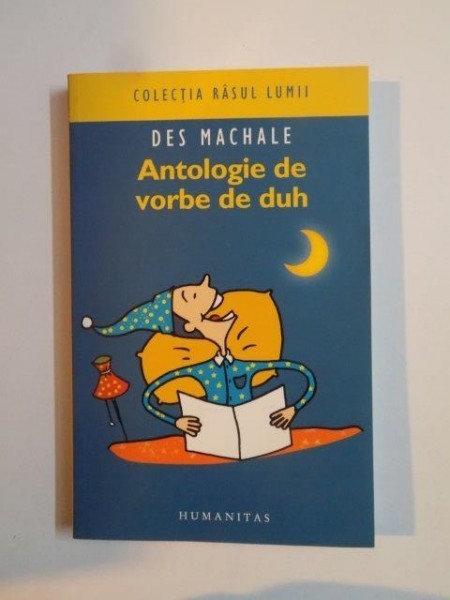 COLECȚIA RÂSUL LUMII
DES MACHALE
Antologie de
vorbe de duh
HUMANITAS